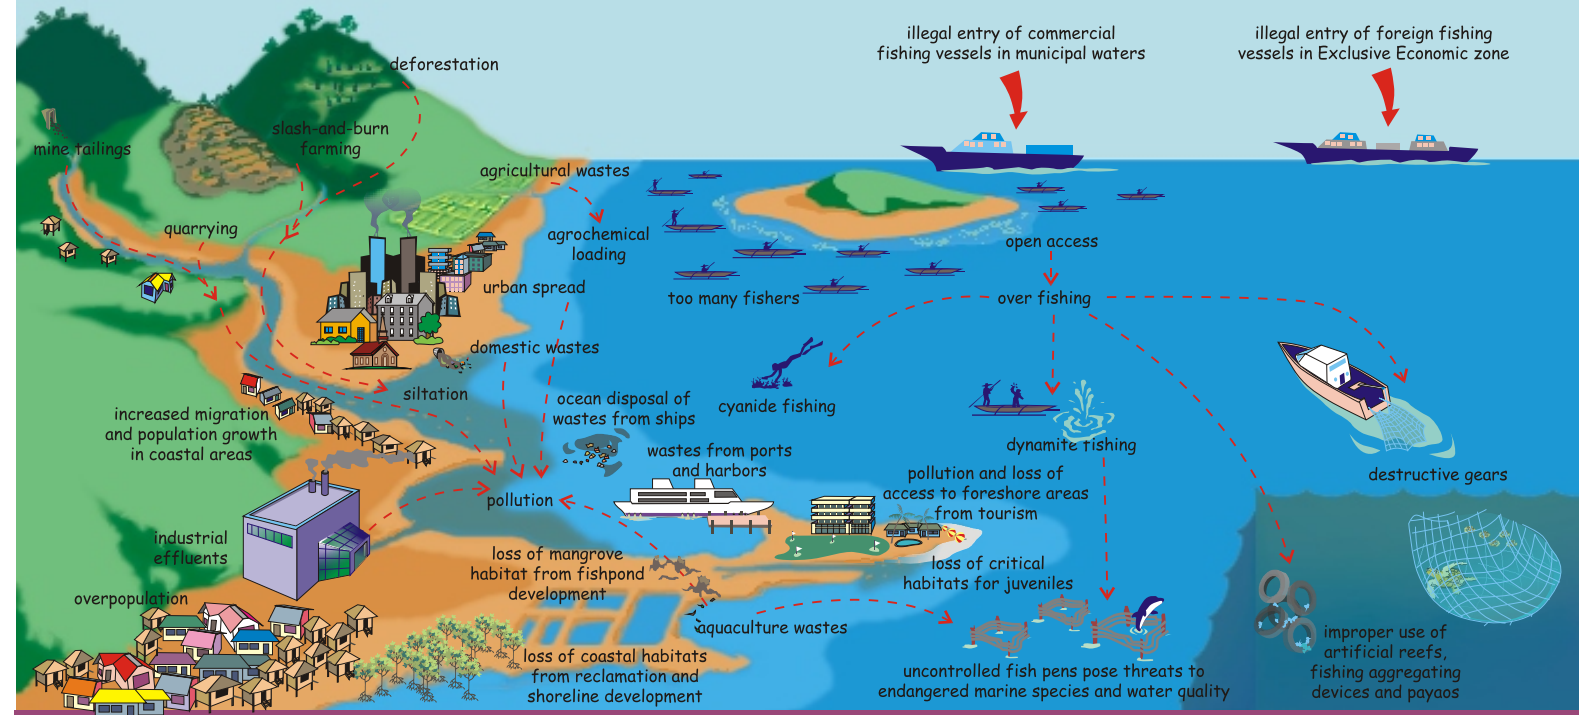 illegal entry of commercial
fishing vessels in municipal waters
illegal entry of foreign fishing
vessels in Exclusive Economic zone
deforestation
slash-and-burn
farming
mine tailings
agricultural wastes
quarrying
agrochemical
loading
open access
urban spread
too many fishers
over fishing
domestic wastes
siltation
ocean disposal of
wastes from ships
cyanide fishing
increased migration
and population growth
in coastal areas
dynamite fishing
wastes from ports
and harbors
destructive gears
pollution and loss of
access to foreshore areas
from tourism
pollution
industrial
effluents
loss of mangrove
habitat from fishpond
development
loss of critical
habitats for juveniles
overpopulation
aquaculture wastes
improper use of
artificial reefs,
fishing aggregating
devices and payaos
loss of coastal habitats
from reclamation and
shoreline development
uncontrolled fish pens pose threats to
endangered marine species and water quality